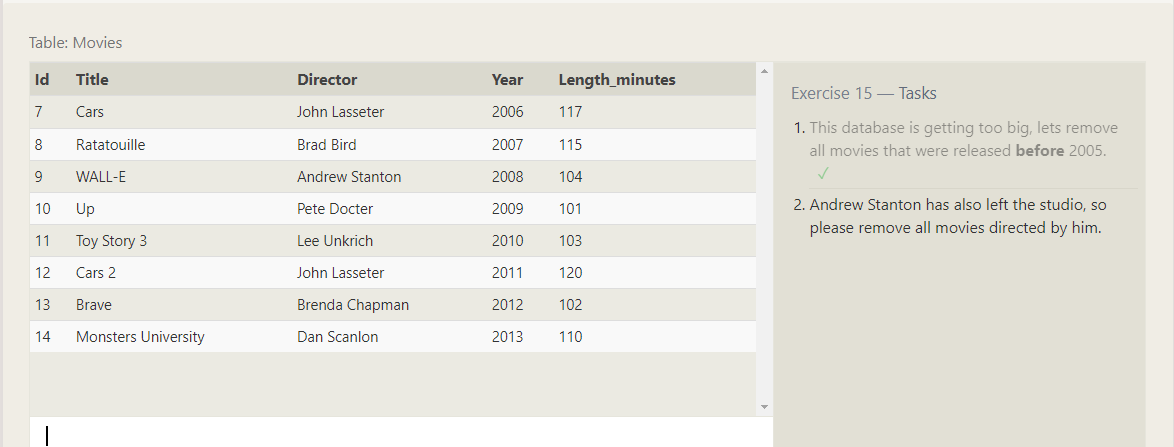 Table: Movies
Id Title Director Year Length_minutes
7 Cars John Lasseter 2006 117
8 Ratatouille Brad Bird 2007 115
9 WALL-E Andrew Stanton 2008 104
10 Up Pete Docter 2009 101
11 Toy Story 3 Lee Unkrich 2010 103
12 Cars 2 John Lasseter 2011 120
13 Brave Brenda Chapman 2012 102
14 Monsters University Dan Scanlon 2013 110
Exercise 15 — Tasks
1. This database is getting too big, lets remove
all movies that were released before 2005.
✓
2. Andrew Stanton has also left the studio, so
please remove all movies directed by him.